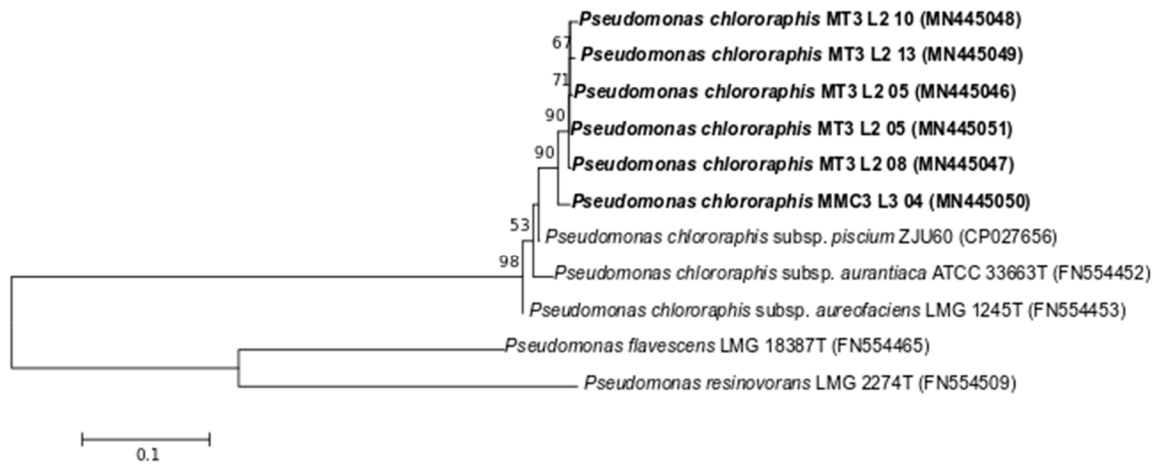 Pseudomonas chlororaphis MT3 L2 10 (MN445048)
67
Pseudomonas chlororaphis MT3 L2 13 (MN445049)
71
Pseudomonas chlororaphis MT3 L2 05 (MN445046)
90
Pseudomonas chlororaphis MT3 L2 05 (MN445051)
90
Pseudomonas chlororaphis MT3 L2 08 (MN445047)
Pseudomonas chlororaphis MMC3 L3 04 (MN445050)
53
Pseudomonas chlororaphis subsp. piscium ZJU60 (CP027656)
98
Pseudomonas chlororaphis subsp. aurantiaca ATCC 33663T (FN554452)
Pseudomonas chlororaphis subsp. aureofaciens LMG 1245T (FN554453)
Pseudomonas flavescens LMG 18387T (FN554465)
Pseudomonas resinovorans LMG 2274T (FN554509)
0.1